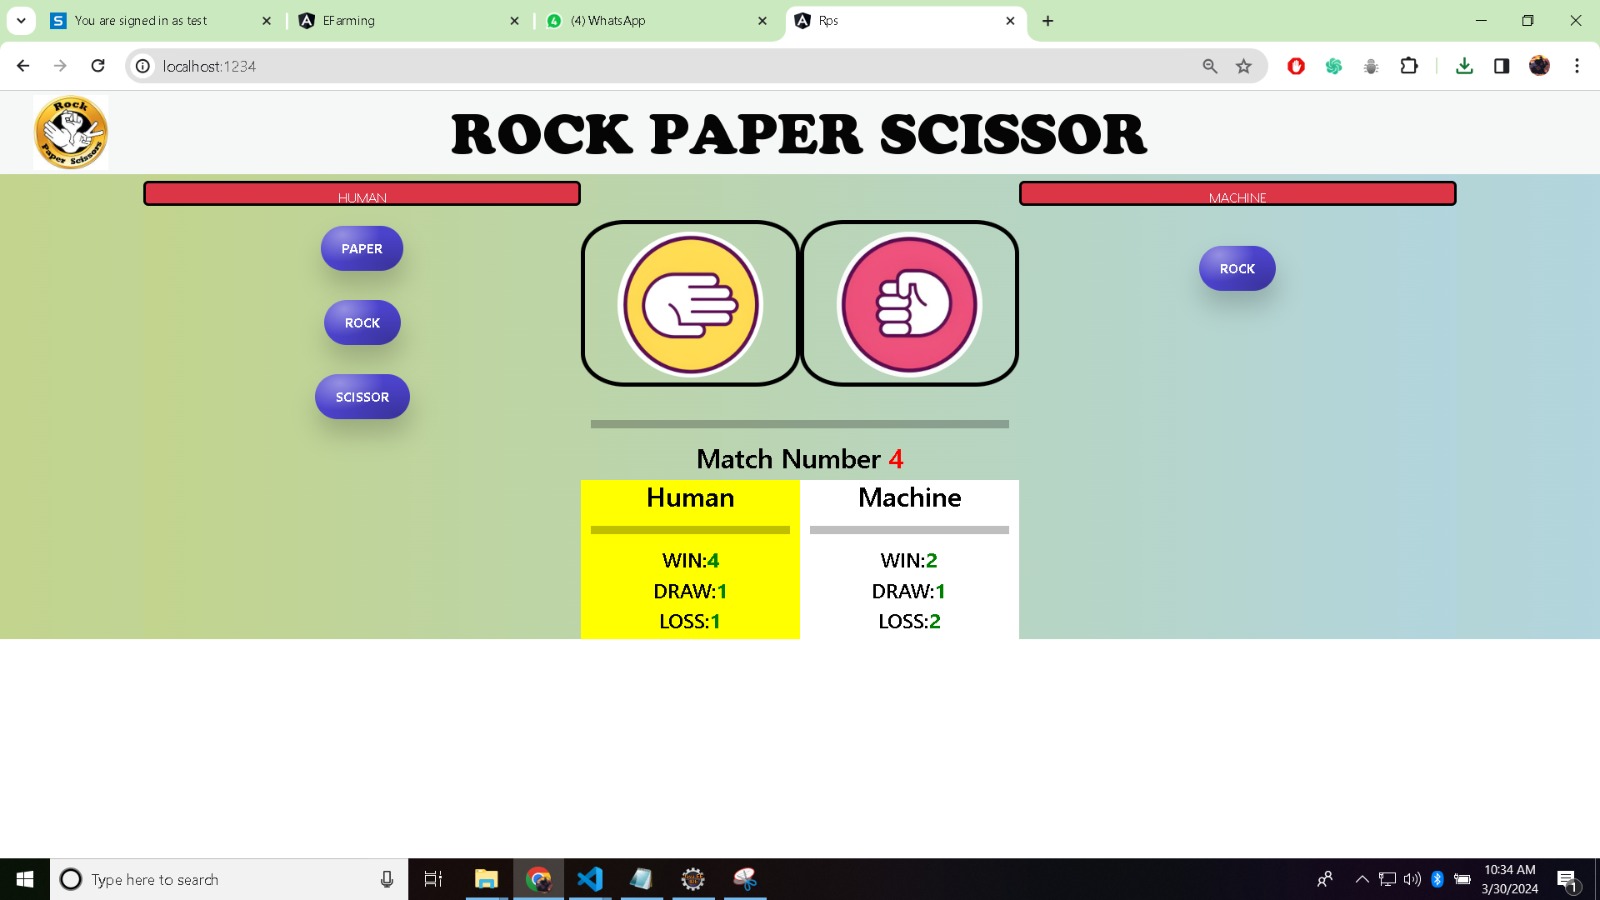 You are signed in as test
EFarming
(4) WhatsApp
Rps
localhost:1234
Rock
Paper Scissors
ROCK PAPER SCISSOR
HUMAN
MACHINE
PAPER
ROCK
SCISSOR
ROCK
Match Number 4
Human
Machine
WIN:4
WIN:2
DRAW:1
DRAW:1
LOSS:1
LOSS:2
Type here to search
10:34 AM
3/30/2024
1